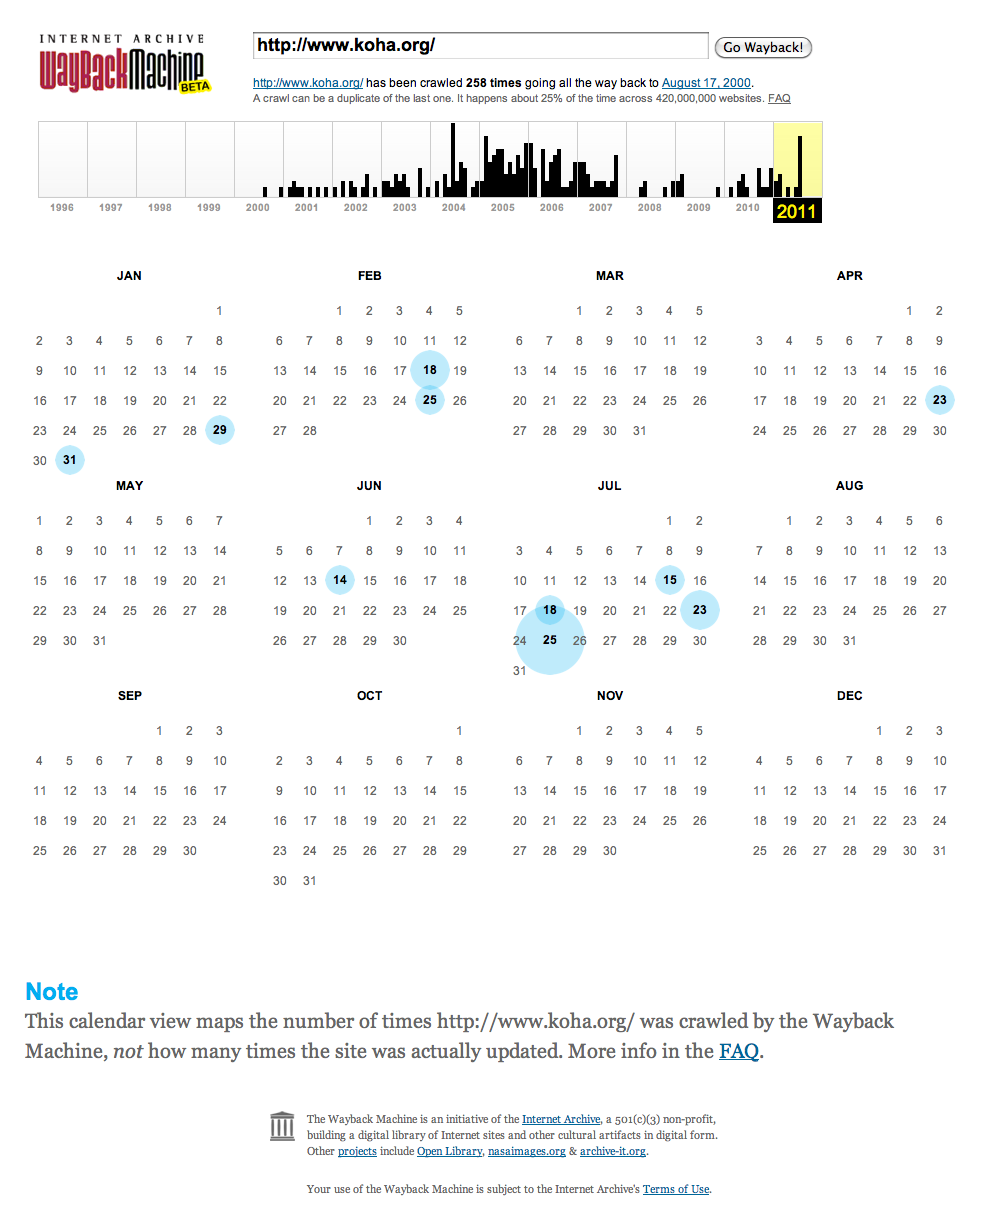 INTERNET ARCHIVE
WayBackMachine
BETA
http://www.koha.org/
Go Wayback!
http://www.koha.org/ has been crawled 258 times going all the way back to August 17, 2000.
A crawl can be a duplicate of the last one. It happens about 25% of the time across 420,000,000 websites. FAQ
1996 1997 1998 1999 2000 2001 2002 2003 2004 2005 2006 2007 2008 2009 2010 2011
JAN FEB MAR APR
1 1 2 3 4 5 1 2 3 4 5 1 2
2 3 4 5 6 7 8 6 7 8 9 10 11 12 6 7 8 9 10 11 12 3 4 5 6 7 8 9
9 10 11 12 13 14 15 13 14 15 16 17 18 19 13 14 15 16 17 18 19 10 11 12 13 14 15 16
16 17 18 19 20 21 22 20 21 22 23 24 25 26 20 21 22 23 24 25 26 17 18 19 20 21 22 23
23 24 25 26 27 28 29 27 28 27 28 29 30 31 24 25 26 27 28 29 30
30 31
MAY JUN JUL AUG
1 2 3 4 5 6 7 1 2 3 4 1 2 1 2 3 4 5 6
8 9 10 11 12 13 14 5 6 7 8 9 10 11 3 4 5 6 7 8 9 7 8 9 10 11 12 13
15 16 17 18 19 20 21 12 13 14 15 16 17 18 10 11 12 13 14 15 16 14 15 16 17 18 19 20
22 23 24 25 26 27 28 19 20 21 22 23 24 25 17 18 19 20 21 22 23 21 22 23 24 25 26 27
29 30 31 26 27 28 29 30 24 25 26 27 28 29 30 28 29 30 31
31
SEP OCT NOV DEC
1 2 3 1 1 2 3 4 5 1 2 3
4 5 6 7 8 9 10 2 3 4 5 6 7 8 6 7 8 9 10 11 12 4 5 6 7 8 9 10
11 12 13 14 15 16 17 9 10 11 12 13 14 15 13 14 15 16 17 18 19 11 12 13 14 15 16 17
18 19 20 21 22 23 24 16 17 18 19 20 21 22 20 21 22 23 24 25 26 18 19 20 21 22 23 24
25 26 27 28 29 30 23 24 25 26 27 28 29 27 28 29 30 25 26 27 28 29 30 31
30 31
Note
This calendar view maps the number of times http://www.koha.org/ was crawled by the Wayback
Machine, not how many times the site was actually updated. More info in the FAQ.
The Wayback Machine is an initiative of the Internet Archive, a 501(c)(3) non-profit,
building a digital library of Internet sites and other cultural artifacts in digital form.
Other projects include Open Library, nasaimages.org & archive-it.org.
Your use of the Wayback Machine is subject to the Internet Archive's Terms of Use.